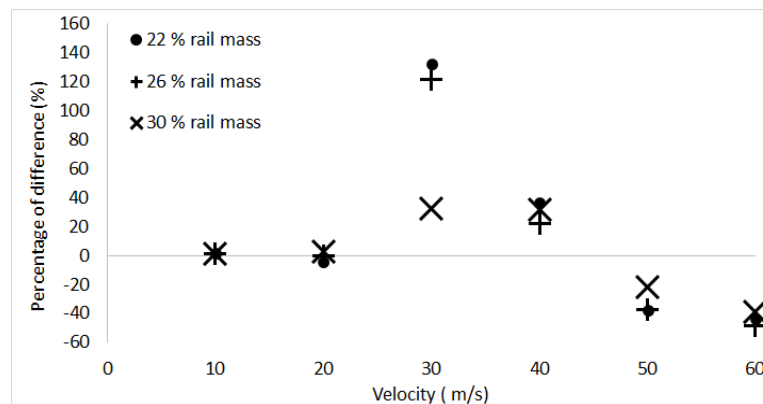 160
140
120
100
80
60
40
20
0
-20
-40
-60
Percentage of difference (%)
22 % rail mass
26 % rail mass
30 % rail mass
0 10 20 30 40 50 60
Velocity ( m/s)